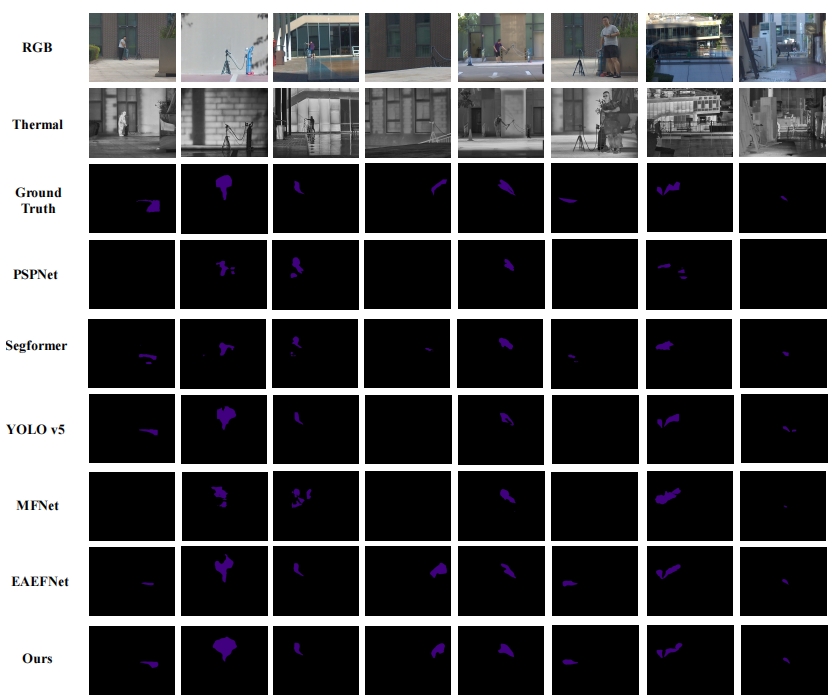 RGB
Thermal
Ground
Truth
PSPNet
Segformer
YOLO v5
MFNet
EAEFNet
Ours